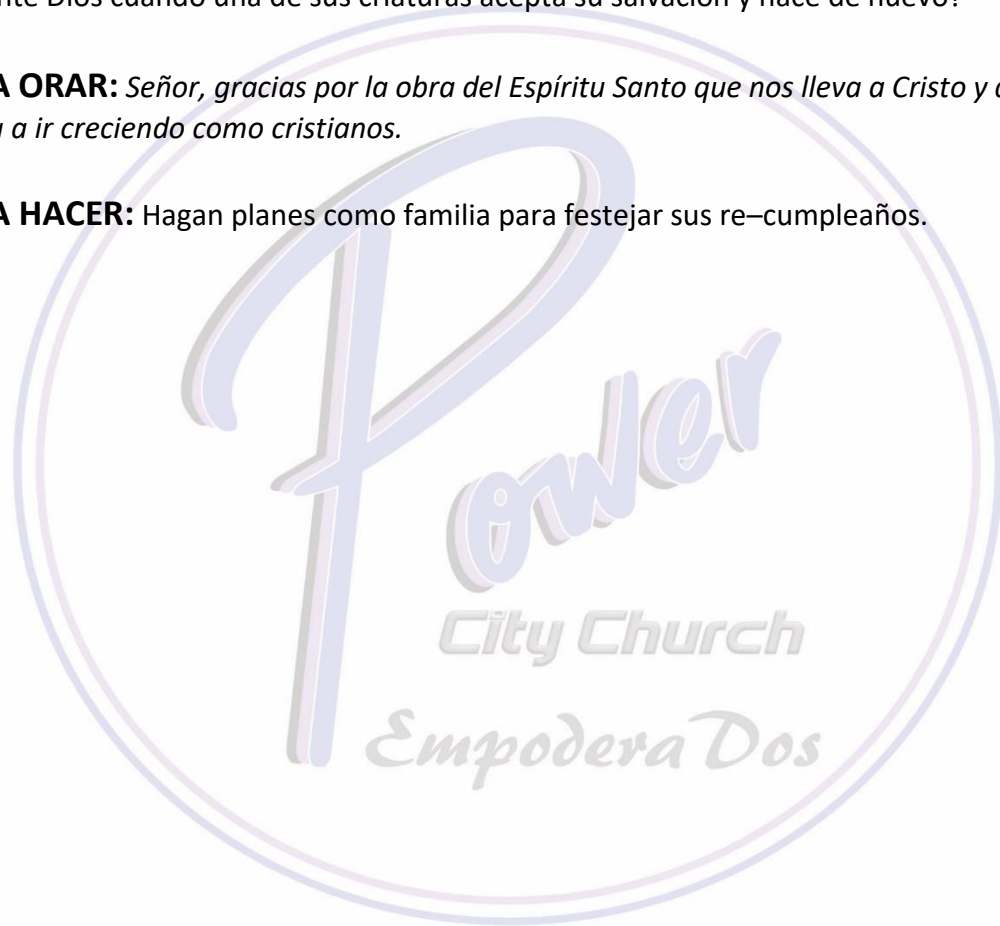 Dios cuando una de sus criaturas acepta su salvación y nace de nuevo?
A ORAR: Señor, gracias por la obra del Espíritu Santo que nos lleva a Cristo y
a ir creciendo como cristianos.
A HACER: Hagan planes como familia para festejar sus re–cumpleaños.
Power
City Church
EmpoderaDos